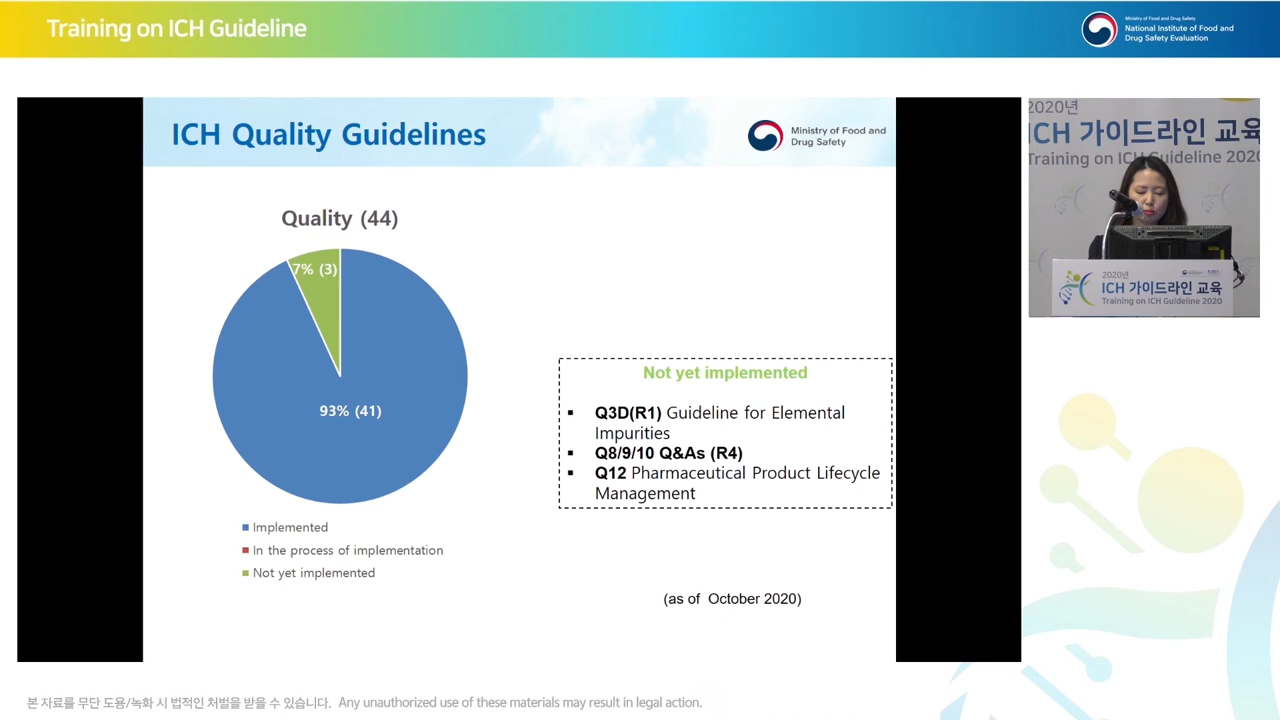 Training on ICH Guideline
Ministry of Food and Drug Safety
National Institute of Food and
Drug Safety Evaluation
ICH Quality Guidelines
Ministry of Food and
Drug Safety
Quality (44)
7% (3)
93% (41)
Implemented
In the process of implementation
Not yet implemented
Not yet implemented
▪ Q3D(R1) Guideline for Elemental
Impurities
▪ Q8/9/10 Q&As (R4)
▪ Q12 Pharmaceutical Product Lifecycle
Management
(as of October 2020)
2020년
ICH 가이드라인 교육
Training on ICH Guideline 2020
2020년
ICH 가이드라인 교육
Training on ICH Guideline 2020
본 자료를 무단 도용/녹화 시 법적인 처벌을 받을 수 있습니다. Any unauthorized use of these materials may result in legal action.